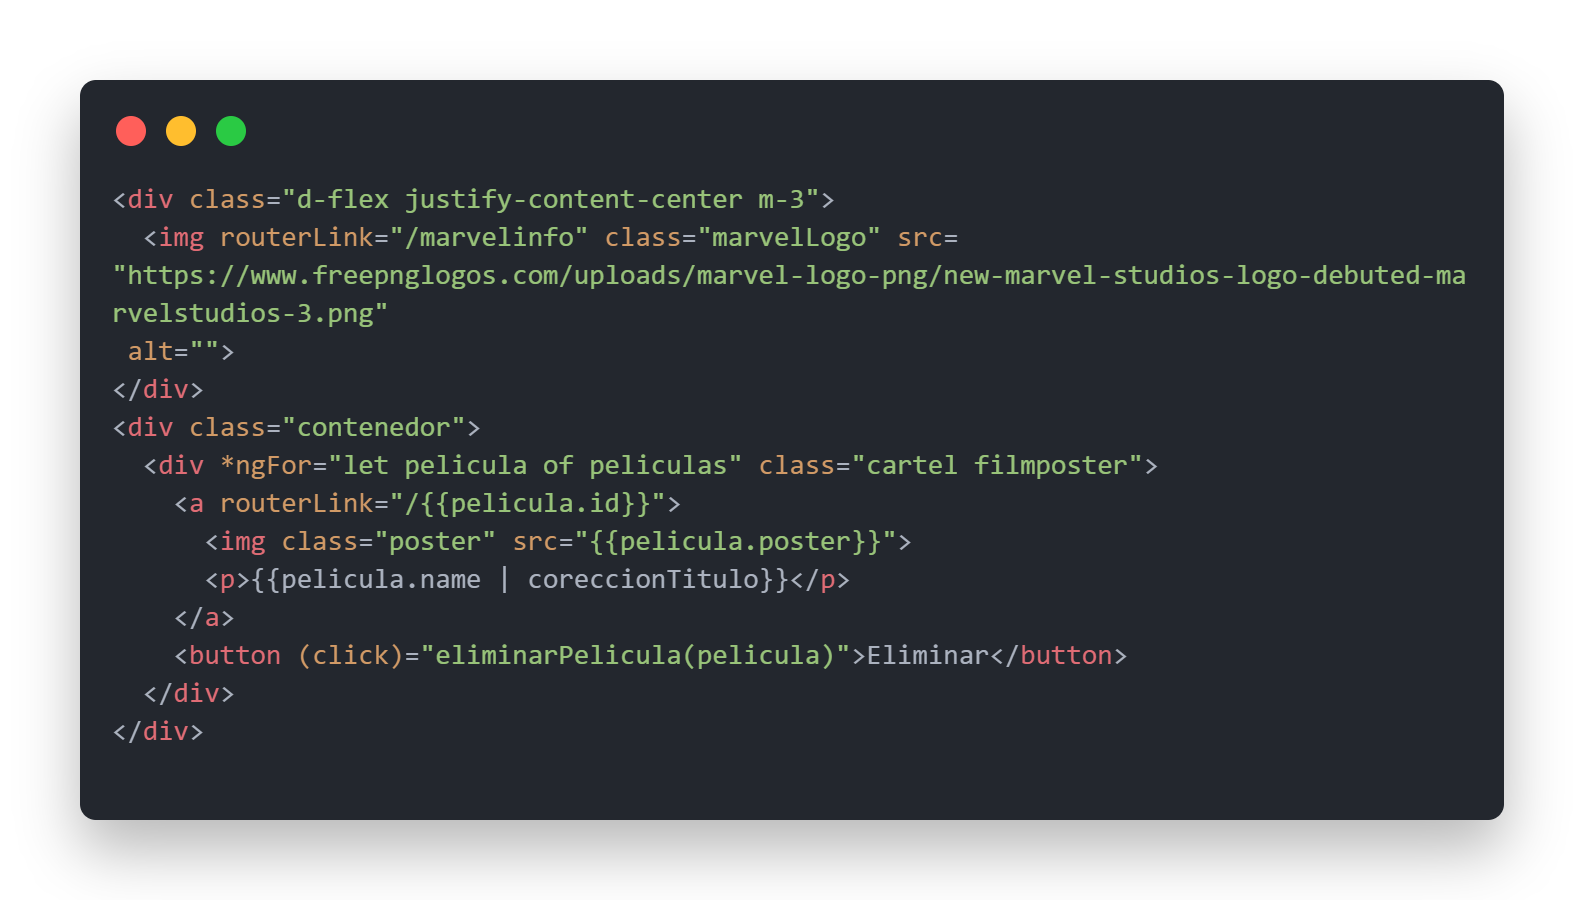 <div class="d-flex justify-content-center m-3">
  <img routerLink="/marvelinfo" class="marvelLogo" src=
"https://www.freepnglogos.com/uploads/marvel-logo-png/new-marvel-studios-logo-debuted-ma
rvelstudios-3.png"
 alt="">
</div>
<div class="contenedor">
  <div *ngFor="let pelicula of peliculas" class="cartel filmposter">
    <a routerLink="/{{pelicula.id}}">
      <img class="poster" src="{{pelicula.poster}}">
      <p>{{pelicula.name | coreccionTitulo}}</p>
    </a>
    <button (click)="eliminarPelicula(pelicula)">Eliminar</button>
  </div>
</div>